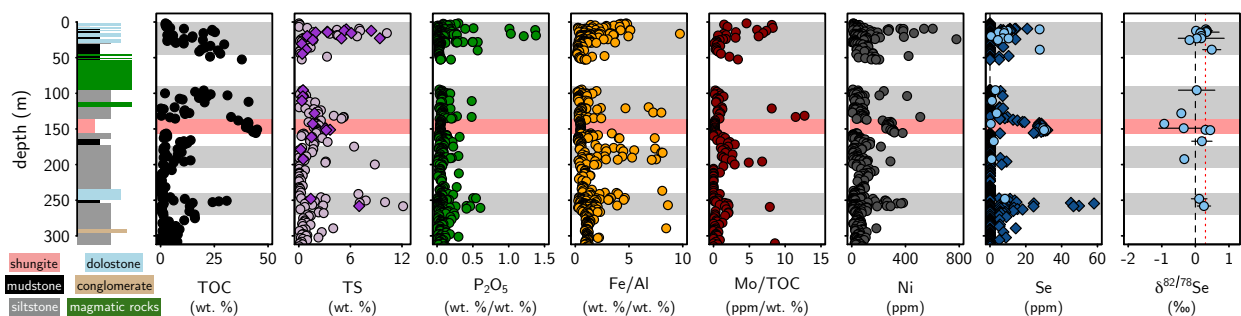 depth (m)
0
50
100
150
200
250
300
0 25 50
0 3 6 9 12
0.0 0.5 1.0 1.5
0 5 10
0 5 10 15
0 400 800
0 20 40 60
-2 -1 0 1
TOC
(wt. %)
TS
(wt. %)
P₂O₅
(wt. %/wt. %)
Fe/Al
(wt. %/wt. %)
Mo/TOC
(ppm/wt. %)
Ni
(ppm)
Se
(ppm)
δ⁸²/⁷⁸Se
(‰)
shungite dolostone
mudstone conglomerate
siltstone magmatic rocks